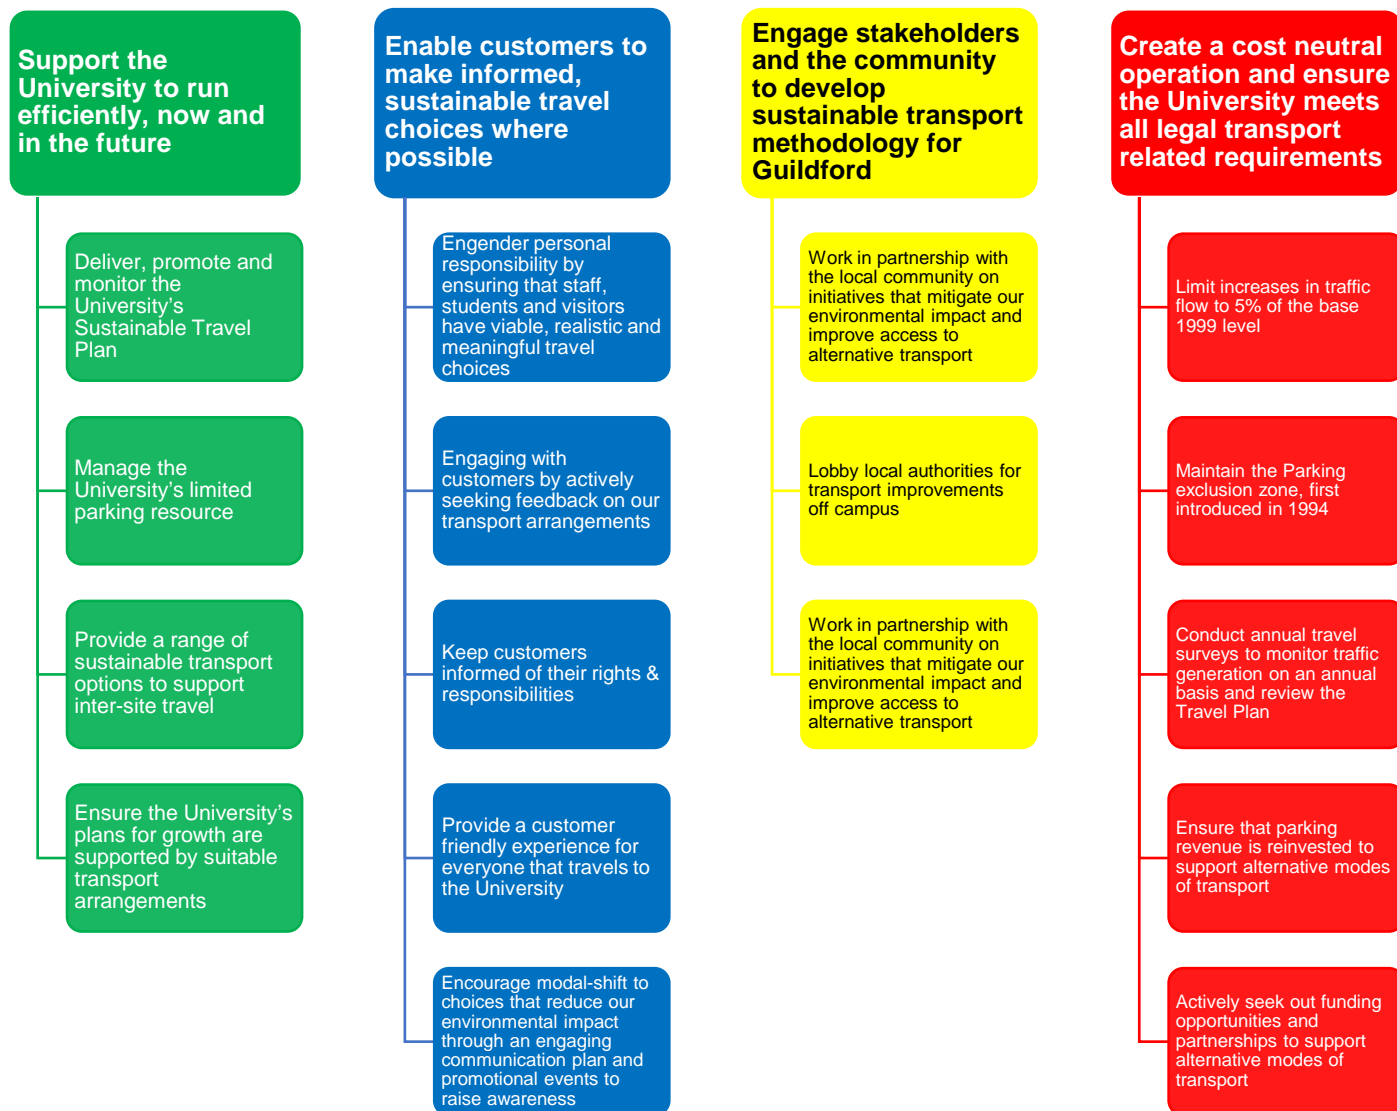 Support the
University to run
efficiently, now and
in the future
Deliver, promote and
monitor the
University’s
Sustainable Travel
Plan
Manage the
University’s limited
parking resource
Provide a range of
sustainable transport
options to support
inter-site travel
Ensure the University’s
plans for growth are
supported by suitable
transport
arrangements
Enable customers to
make informed,
sustainable travel
choices where
possible
Engender personal
responsibility by
ensuring that staff,
students and visitors
have viable, realistic and
meaningful travel
choices
Engaging with
customers by actively
seeking feedback on our
transport arrangements
Keep customers
informed of their rights &
responsibilities
Provide a customer
friendly experience for
everyone that travels to
the University
Encourage modal-shift to
choices that reduce our
environmental impact
through an engaging
communication plan and
promotional events to
raise awareness
Engage stakeholders
and the community
to develop
sustainable transport
methodology for
Guildford
Work in partnership with
the local community on
initiatives that mitigate our
environmental impact and
improve access to
alternative transport
Lobby local authorities for
transport improvements
off campus
Work in partnership with
the local community on
initiatives that mitigate our
environmental impact and
improve access to
alternative transport
Create a cost neutral
operation and ensure
the University meets
all legal transport
related requirements
Limit increases in traffic
flow to 5% of the base
1999 level
Maintain the Parking
exclusion zone, first
introduced in 1994
Conduct annual travel
surveys to monitor traffic
generation on an annual
basis and review the
Travel Plan
Ensure that parking
revenue is reinvested to
support alternative modes
of transport
Actively seek out funding
opportunities and
partnerships to support
alternative modes of
transport